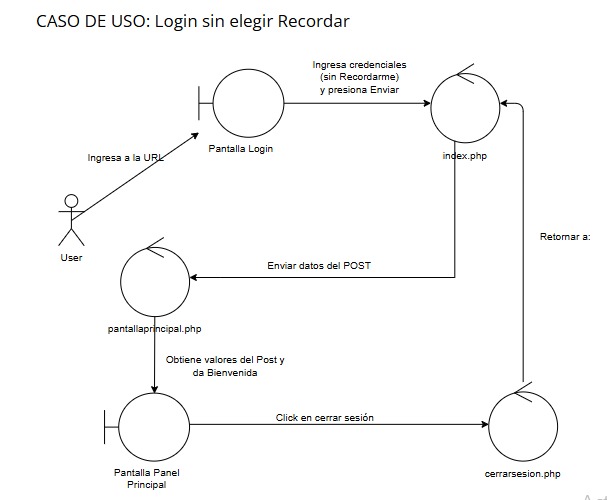 CASO DE USO: Login sin elegir Recordar
Ingresa credenciales
(sin Recordarme)
y presiona Enviar
Pantalla Login
index.php
Ingresa a la URL
User
Retornar a:
Enviar datos del POST
pantallaprincipal.php
Obtiene valores del Post y
da Bienvenida
Click en cerrar sesión
Pantalla Panel
Principal
cerrarsesion.php